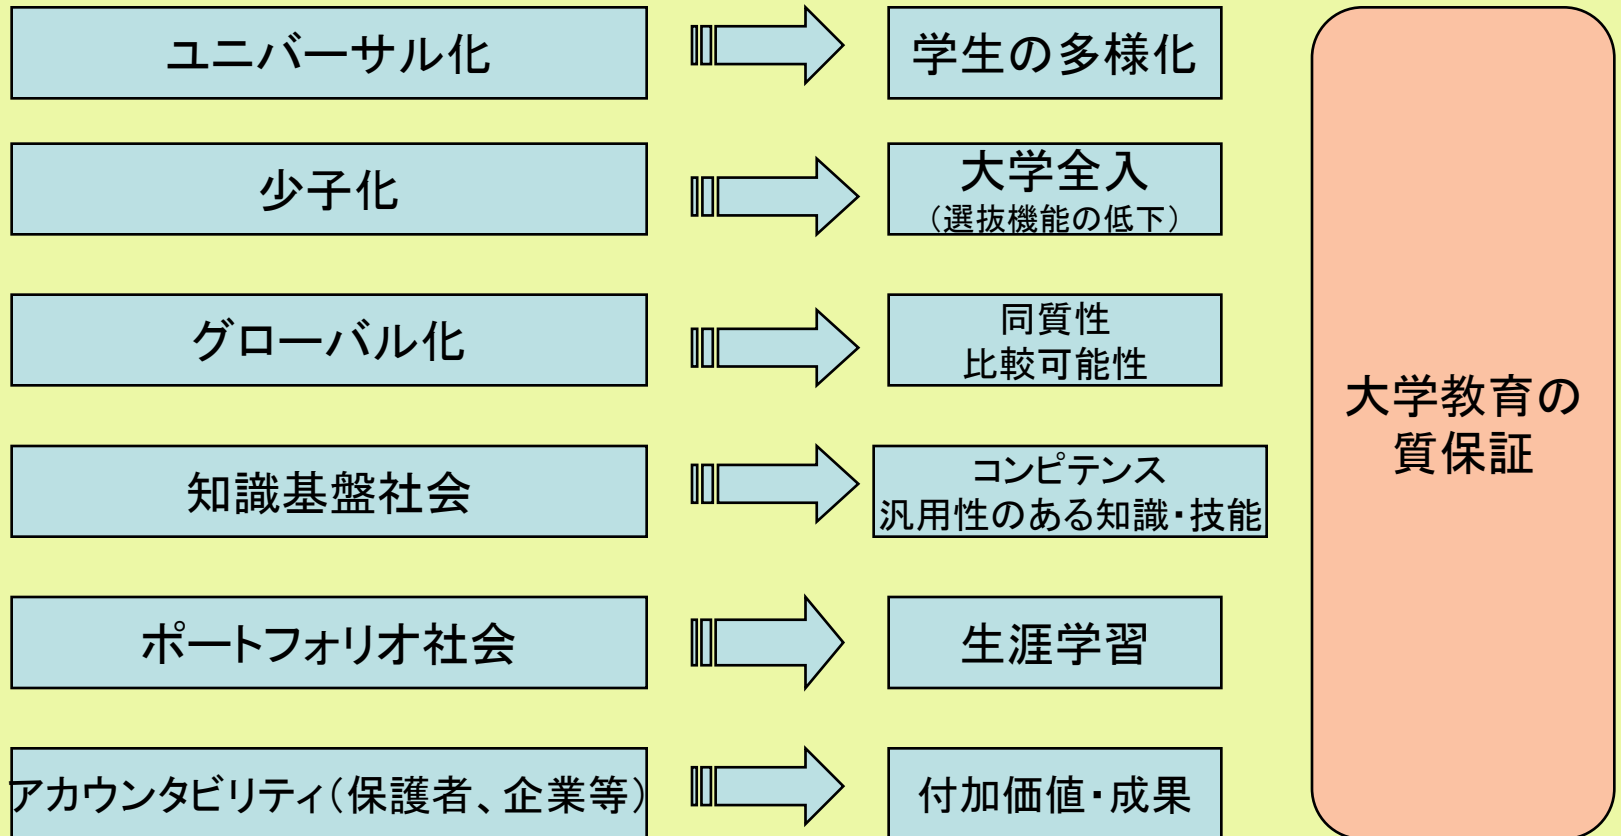 ユニバーサル化
学生の多様化
少子化
大学全入
（選抜機能の低下）
グローバル化
同質性
比較可能性
知識基盤社会
コンピテンス
汎用性のある知識・技能
ポートフォリオ社会
生涯学習
アカウンタビリティ（保護者、企業等）
付加価値・成果
大学教育の
質保証